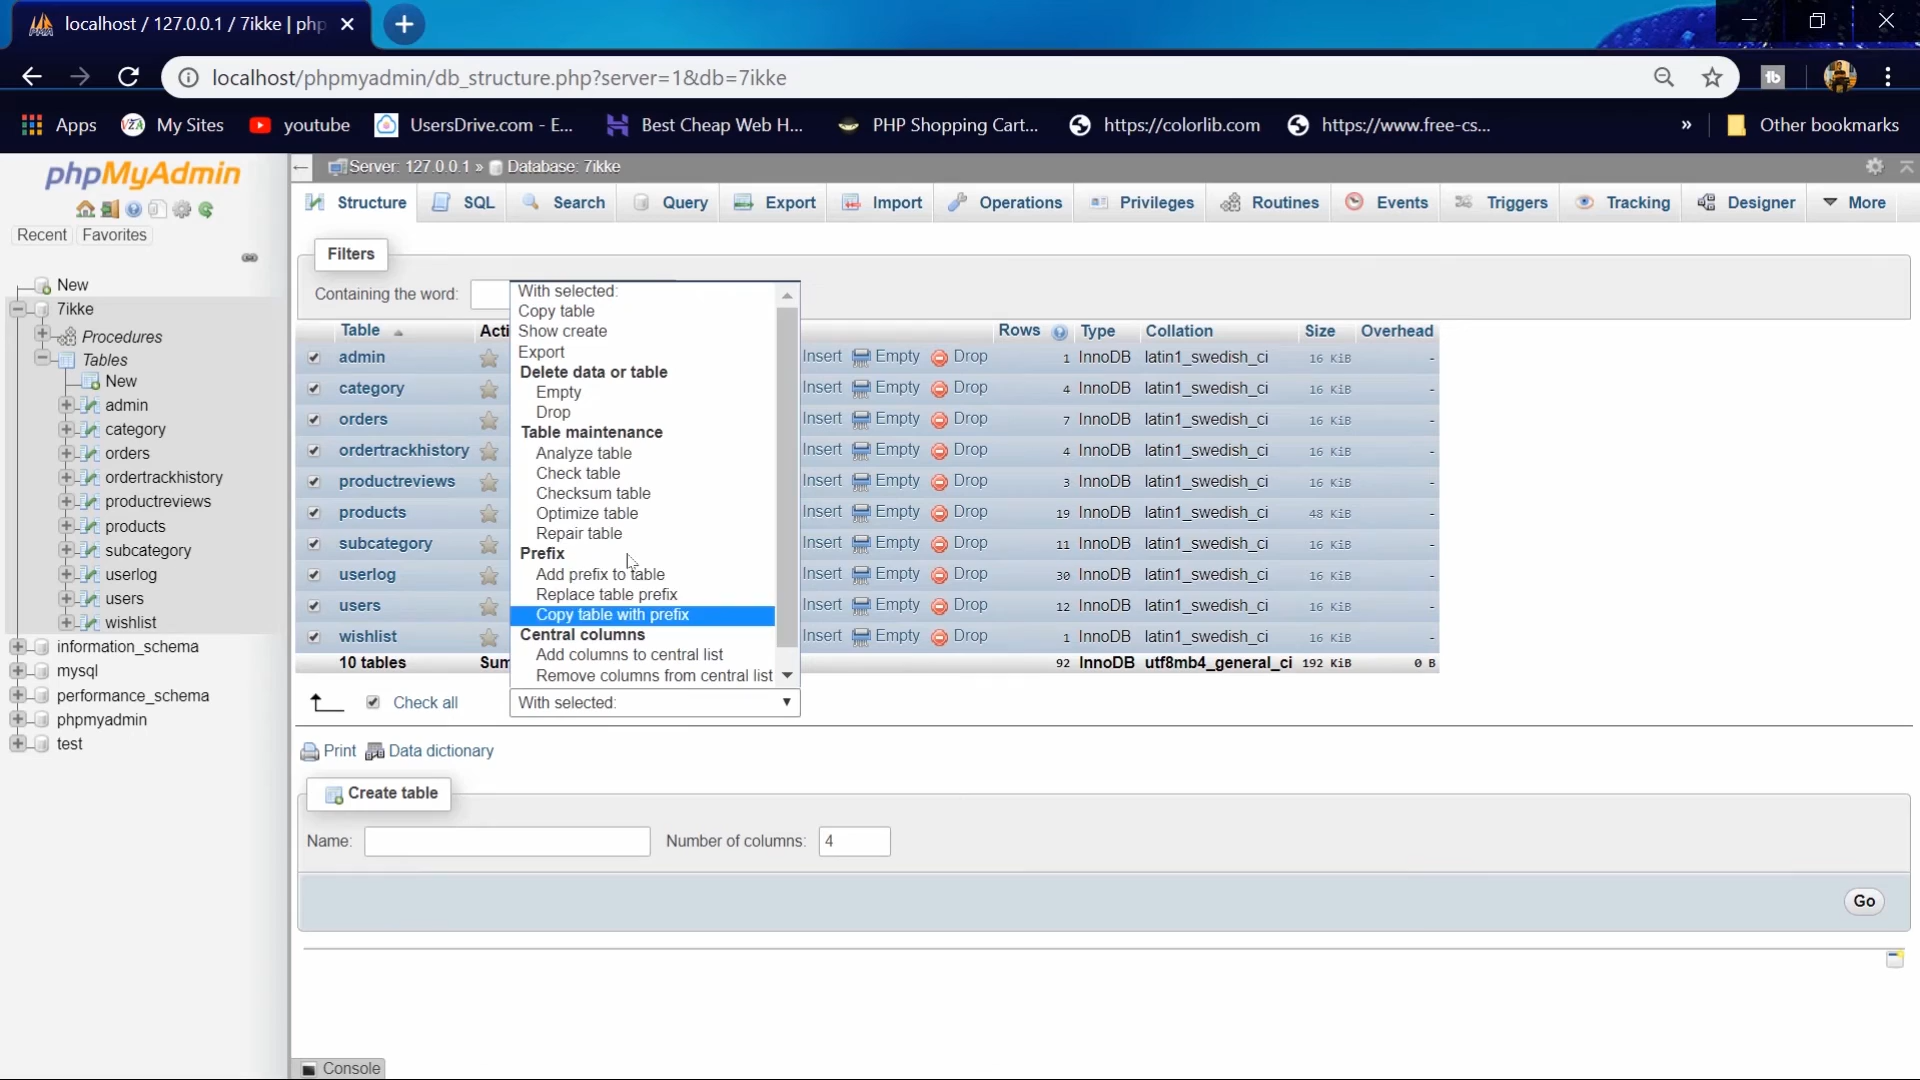 localhost / 127.0.0.1 / 7ikke | php
localhost/phpmyadmin/db_structure.php?server=1&db=7ikke
Apps My Sites youtube UsersDrive.com - E... Best Cheap Web H... PHP Shopping Cart... https://colorlib.com https://www.free-cs... » Other bookmarks
phpMyAdmin
Recent Favorites
New
7ikke
Procedures
Tables
New
admin
category
orders
ordertrackhistory
productreviews
products
subcategory
userlog
users
wishlist
information_schema
mysql
performance_schema
phpmyadmin
test
Server: 127.0.0.1 » Database: 7ikke
Structure SQL Search Query Export Import Operations Privileges Routines Events Triggers Tracking Designer More
Filters
Containing the word:
Table Acti Rows Type Collation Size Overhead
admin Insert Empty Drop 1 InnoDB latin1_swedish_ci 16 KiB -
category Insert Empty Drop 4 InnoDB latin1_swedish_ci 16 KiB -
orders Insert Empty Drop 7 InnoDB latin1_swedish_ci 16 KiB -
ordertrackhistory Insert Empty Drop 4 InnoDB latin1_swedish_ci 16 KiB -
productreviews Insert Empty Drop 3 InnoDB latin1_swedish_ci 16 KiB -
products Insert Empty Drop 19 InnoDB latin1_swedish_ci 48 KiB -
subcategory Insert Empty Drop 11 InnoDB latin1_swedish_ci 16 KiB -
userlog Insert Empty Drop 30 InnoDB latin1_swedish_ci 16 KiB -
users Insert Empty Drop 12 InnoDB latin1_swedish_ci 16 KiB -
wishlist Insert Empty Drop 1 InnoDB latin1_swedish_ci 16 KiB -
10 tables Sum 92 InnoDB utf8mb4_general_ci 192 KiB 0 B
With selected:
Copy table
Show create
Export
Delete data or table
Empty
Drop
Table maintenance
Analyze table
Check table
Checksum table
Optimize table
Repair table
Prefix
Add prefix to table
Replace table prefix
Copy table with prefix
Central columns
Add columns to central list
Remove columns from central list
Check all With selected:
Print Data dictionary
Create table
Name: Number of columns: 4
Go
Console